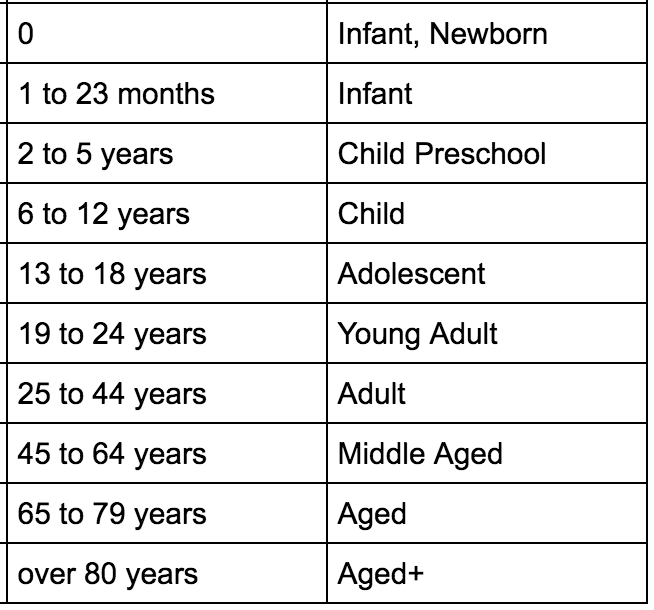 0 Infant, Newborn
1 to 23 months Infant
2 to 5 years Child Preschool
6 to 12 years Child
13 to 18 years Adolescent
19 to 24 years Young Adult
25 to 44 years Adult
45 to 64 years Middle Aged
65 to 79 years Aged
over 80 years Aged+